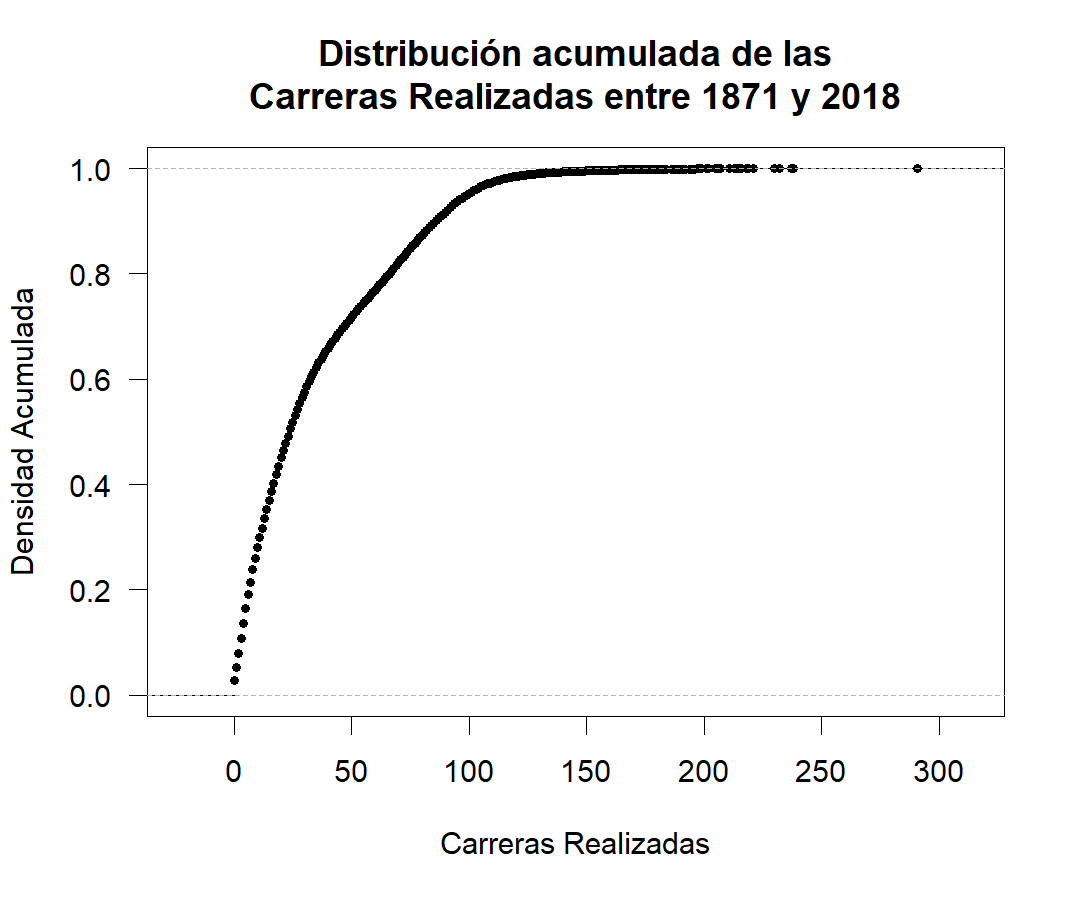 Distribución acumulada de las
Carreras Realizadas entre 1871 y 2018
Densidad Acumulada
1.0
0.8
0.6
0.4
0.2
0.0
0 50 100 150 200 250 300
Carreras Realizadas